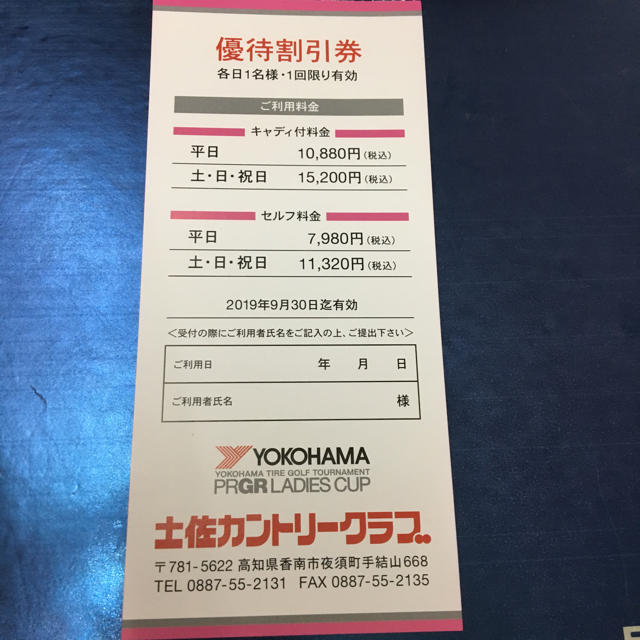 優待割引券
各日1名様・1回限り有効
ご利用料金
キャディ付料金
平日 10,880円(税込)
土・日・祝日 15,200円(税込)
セルフ料金
平日 7,980円(税込)
土・日・祝日 11,320円(税込)
2019年9月30日迄有効
＜受付の際にご利用者氏名をご記入の上、ご提出下さい＞
ご利用日 年 月 日
ご利用者氏名 様
YOKOHAMA
YOKOHAMA TIRE GOLF TOURNAMENT
PRGR LADIES CUP
土佐カントリークラブ
〒781-5622 高知県香南市夜須町手結山668
TEL 0887-55-2131 FAX 0887-55-2135